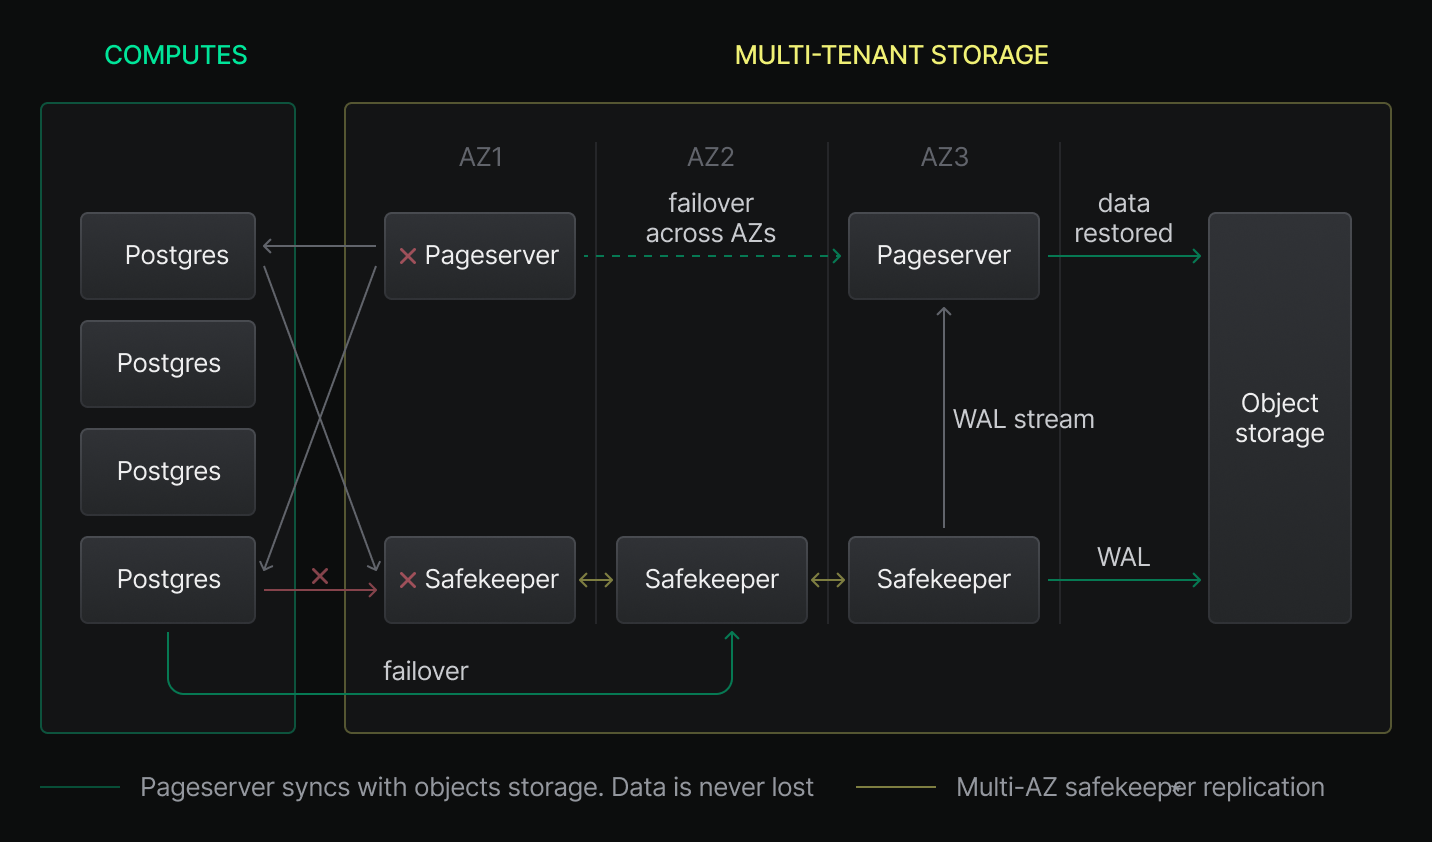 COMPUTES
MULTI-TENANT STORAGE
AZ1
AZ2
AZ3
failover
across AZs
data
restored
Postgres
Pageserver
Pageserver
Postgres
Object
storage
WAL stream
Postgres
WAL
Postgres
Safekeeper
Safekeeper
Safekeeper
failover
Pageserver syncs with objects storage. Data is never lost
Multi-AZ safekeeper replication